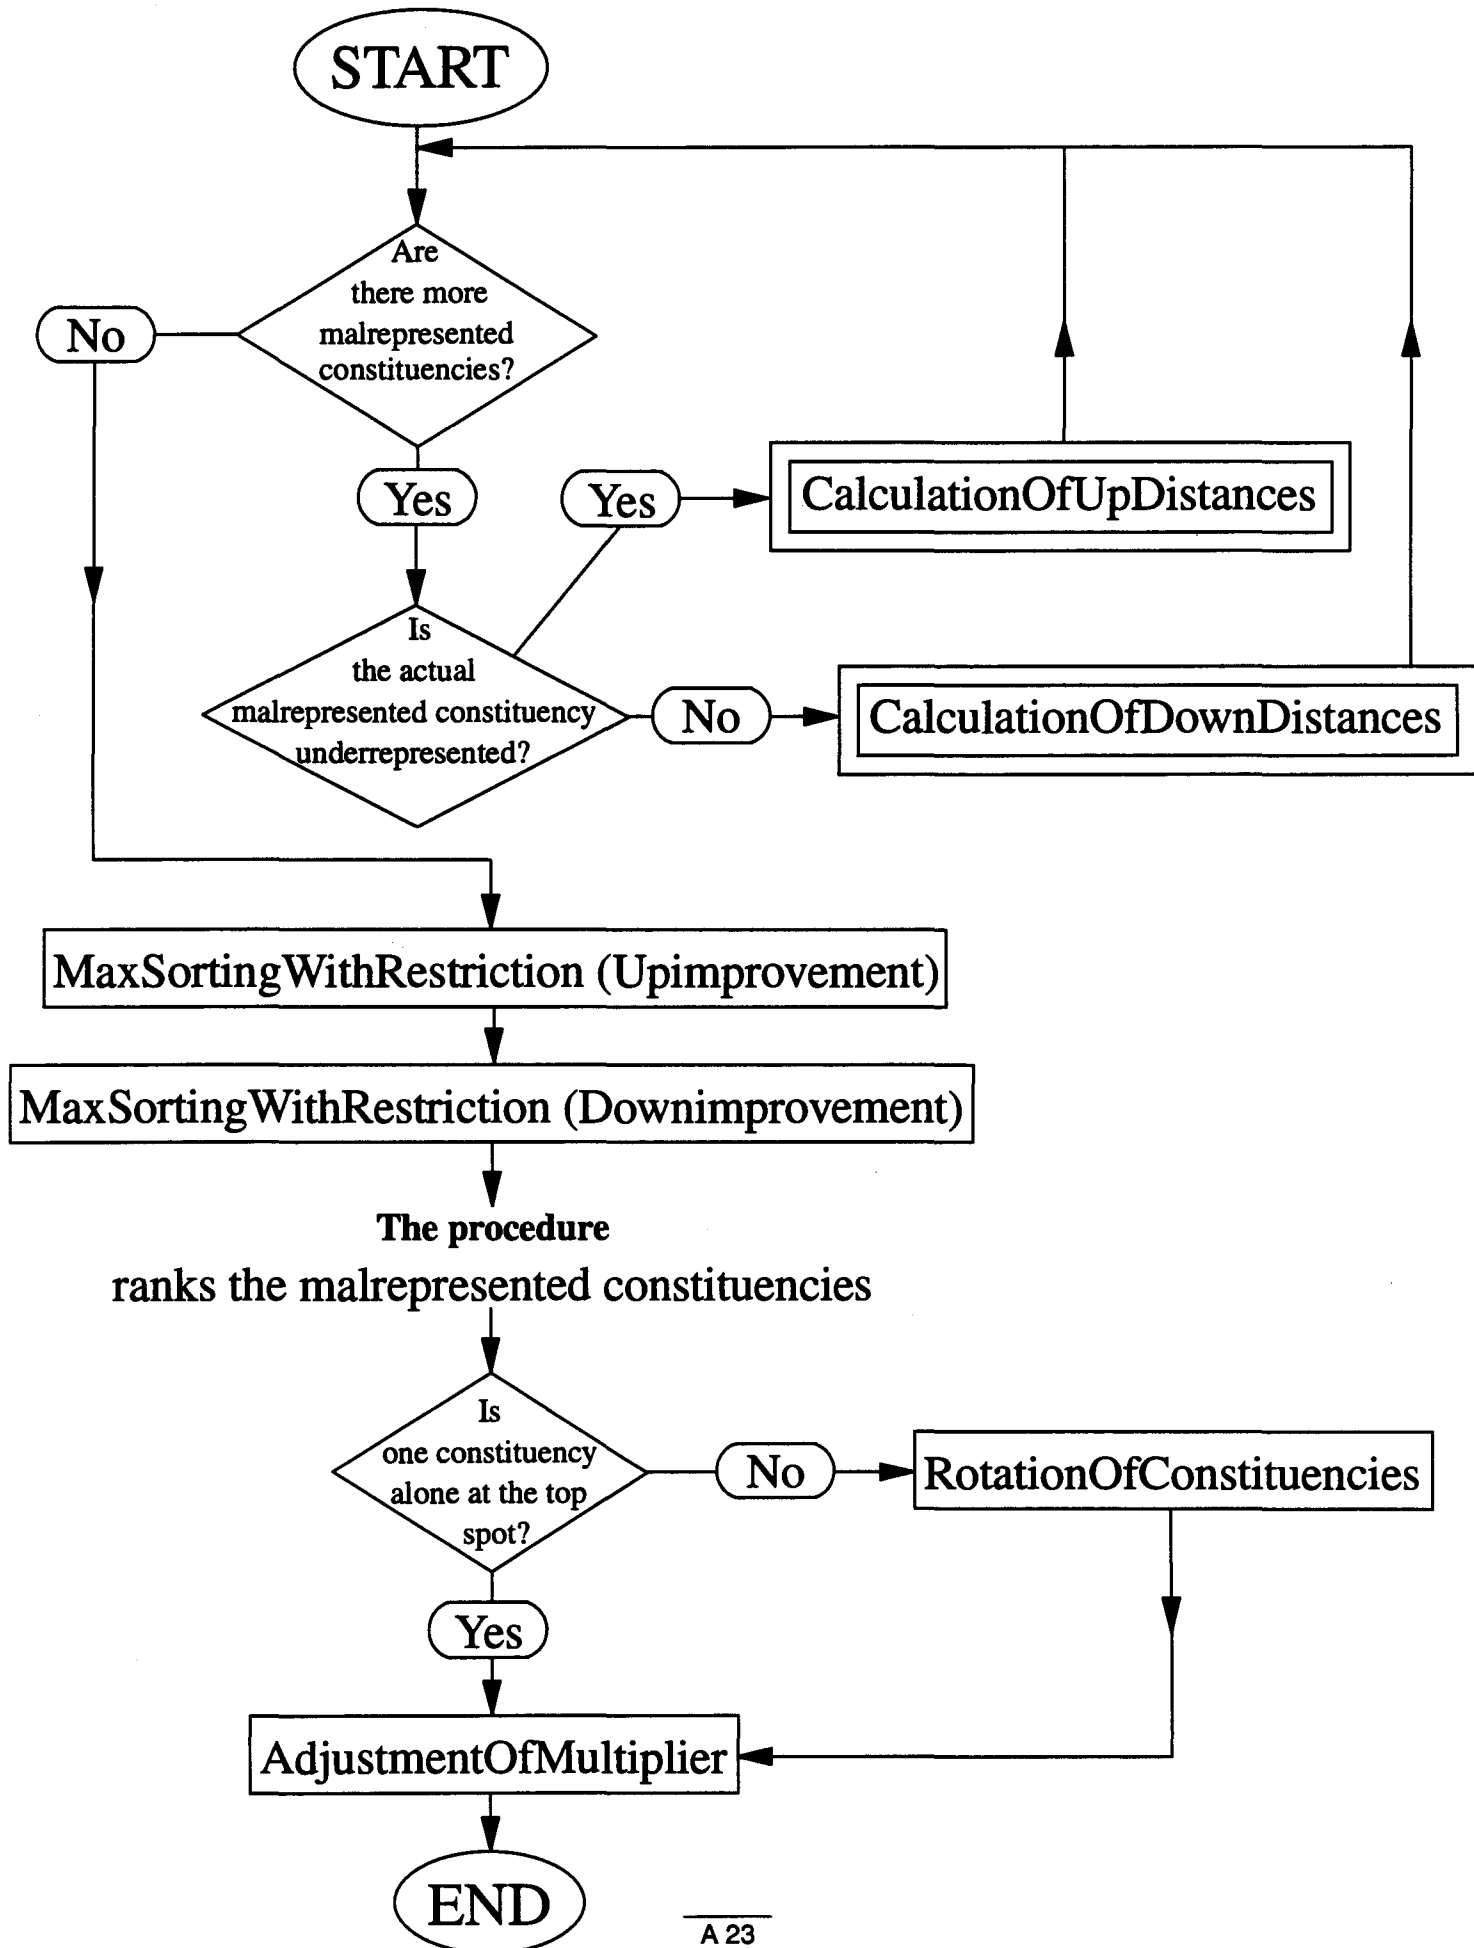 START
Are
there more
malrepresented
constituencies?
No
Yes
Yes
CalculationOfUpDistances
Is
the actual
malrepresented constituency
underrepresented?
No
CalculationOfDownDistances
MaxSortingWithRestriction (Upimprovement)
MaxSortingWithRestriction (Downimprovement)
The procedure
ranks the malrepresented constituencies
Is
one constituency
alone at the top
spot?
No
RotationOfConstituencies
Yes
AdjustmentOfMultiplier
END
A 23